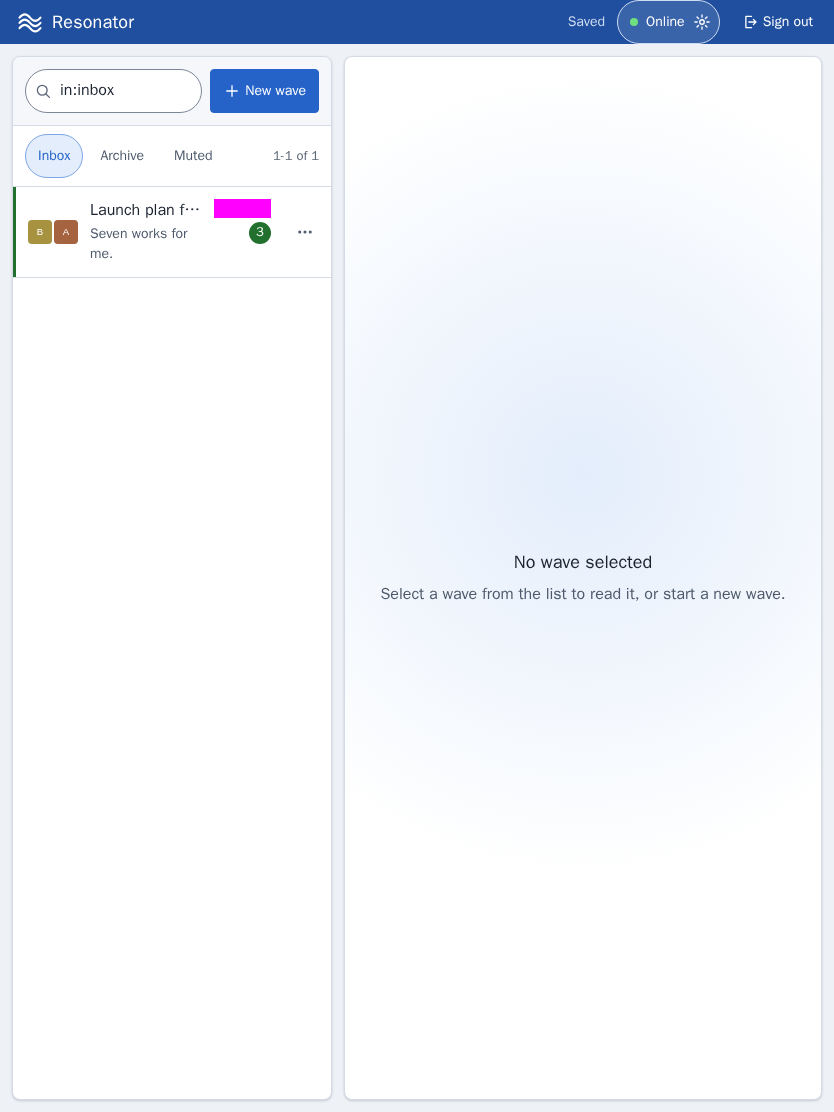 Resonator
Saved
Online
Sign out
in:inbox
New wave
Inbox
Archive
Muted
1-1 of 1
B
A
Launch plan f…
Seven works for
me.
3
No wave selected
Select a wave from the list to read it, or start a new wave.